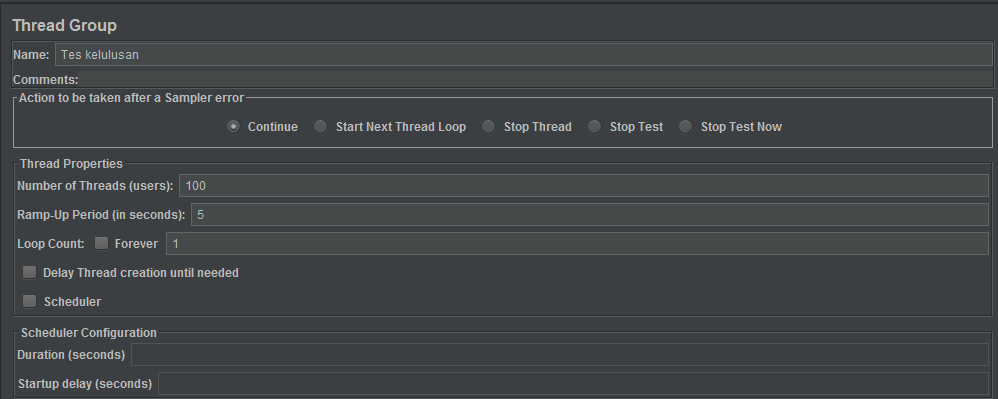 Thread Group
Name: Tes kelulusan
Comments:
Action to be taken after a Sampler error
Continue Start Next Thread Loop Stop Thread Stop Test Stop Test Now
Thread Properties
Number of Threads (users): 100
Ramp-Up Period (in seconds): 5
Loop Count: Forever 1
Delay Thread creation until needed
Scheduler
Scheduler Configuration
Duration (seconds)
Startup delay (seconds)